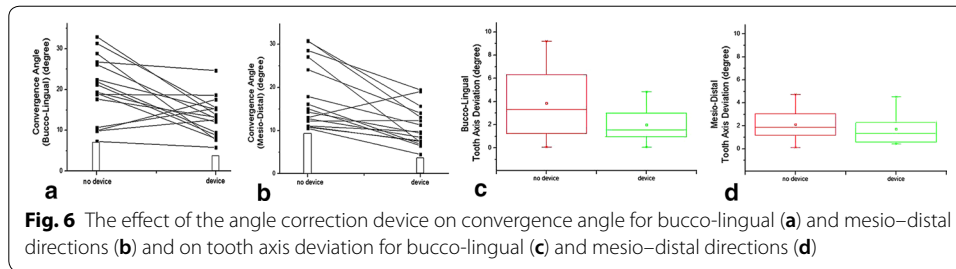 Convergence Angle
(Bucco-Lingual) (degree)
30
20
10
0
no device
device
a
Convergence Angle
(Mesio-Distal) (degree)
30
20
10
0
no device
device
b
Bucco-Lingual
Tooth Axis Deviation (degree)
10
8
6
4
2
0
no device
device
c
Mesio-Distal
Tooth Axis Deviation (degree)
10
8
6
4
2
0
no device
device
d
Fig. 6 The effect of the angle correction device on convergence angle for bucco-lingual (a) and mesio–distal
directions (b) and on tooth axis deviation for bucco-lingual (c) and mesio–distal directions (d)